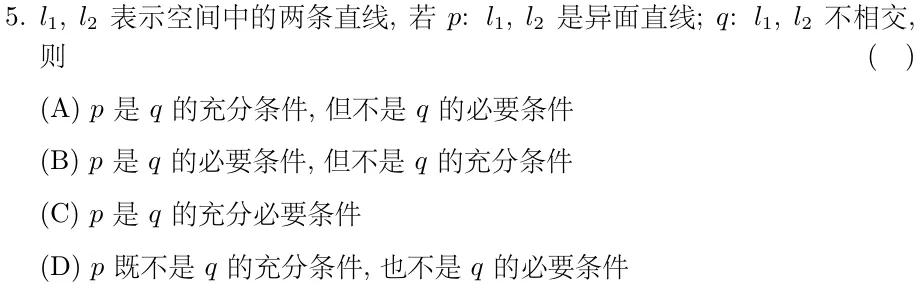 5. l₁, l₂ 表示空间中的两条直线, 若 p: l₁, l₂ 是异面直线; q: l₁, l₂ 不相交,
则 ( )
(A) p 是 q 的充分条件, 但不是 q 的必要条件
(B) p 是 q 的必要条件, 但不是 q 的充分条件
(C) p 是 q 的充分必要条件
(D) p 既不是 q 的充分条件, 也不是 q 的必要条件